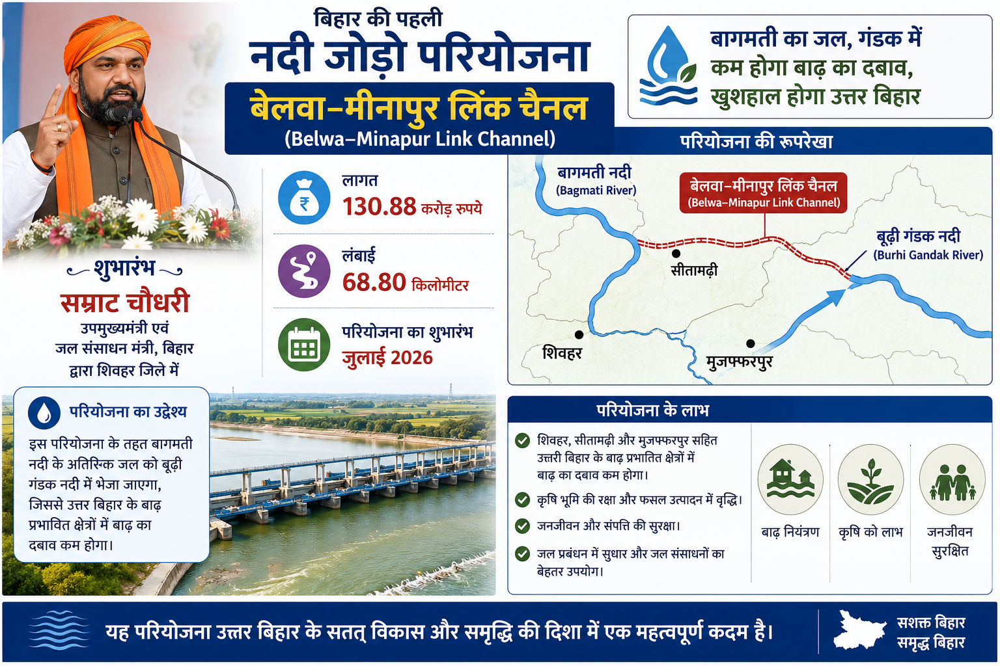 बिहार की पहली
नदी जोड़ो परियोजना
बेलवा–मीनापुर लिंक चैनल
(Belwa–Minapur Link Channel)
बागमती का जल, गंडक में
कम होगा बाढ़ का दबाव,
खुशहाल होगा उत्तर बिहार
लागत
130.88 करोड़ रुपये
लंबाई
68.80 किलोमीटर
परियोजना का शुभारंभ
जुलाई 2026
शुभारंभ
सम्राट चौधरी
उपमुख्यमंत्री एवं
जल संसाधन मंत्री, बिहार
द्वारा शिवहर जिले में
परियोजना का उद्देश्य
इस परियोजना के तहत बागमती
नदी के अतिरिक्त जल को बूढ़ी
गंडक नदी में भेजा जाएगा,
जिससे उत्तर बिहार के बाढ़
प्रभावित क्षेत्रों में बाढ़ का
दबाव कम होगा।
परियोजना की रूपरेखा
बागमती नदी
(Bagmati River)
बेलवा–मीनापुर लिंक चैनल
(Belwa–Minapur Link Channel)
बूढ़ी गंडक नदी
(Burhi Gandak River)
सीतामढ़ी
शिवहर
मुजफ्फरपुर
परियोजना के लाभ
शिवहर, सीतामढ़ी और मुजफ्फरपुर सहित
उत्तरी बिहार के बाढ़ प्रभातित क्षेत्रों में
बाढ़ का दबाव कम होगा।
कृषि भूमि की रक्षा और फसल उत्पादन में वृद्धि।
जनजीवन और संपत्ति की सुरक्षा।
जल प्रबंधन में सुधार और जल संसाधनों का
बेहतर उपयोग।
बाढ़ नियंत्रण
कृषि को लाभ
जनजीवन
सुरक्षित
यह परियोजना उत्तर बिहार के सतत् विकास और समृद्धि की दिशा में एक महत्वपूर्ण कदम है।
सशक्त बिहार
समृद्ध बिहार